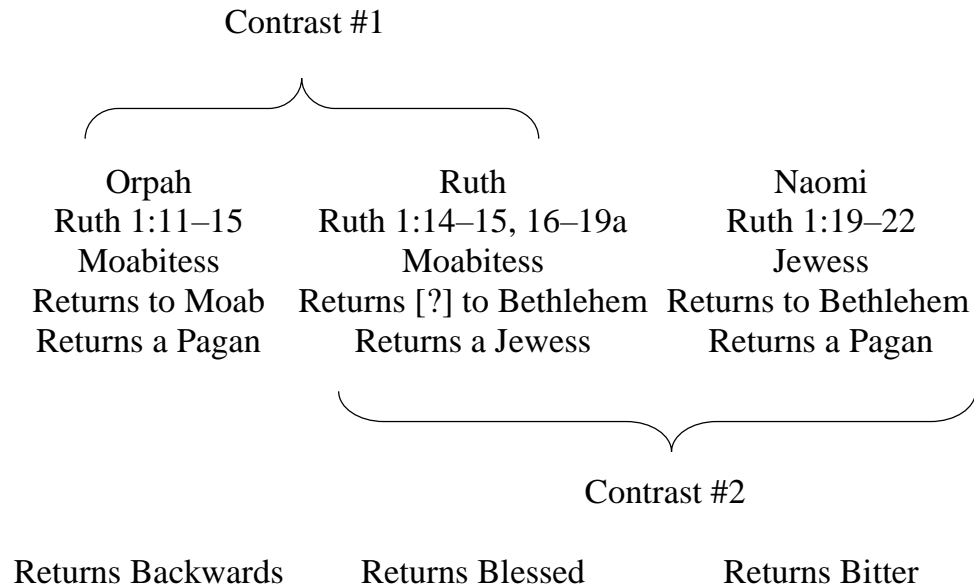 Contrast #1
Orpah Ruth Naomi
Ruth 1:11–15 Ruth 1:14–15, 16–19a Ruth 1:19–22
Moabitess Moabitess Jewess
Returns to Moab Returns [?] to Bethlehem Returns to Bethlehem
Returns a Pagan Returns a Jewess Returns a Pagan
Contrast #2
Returns Backwards Returns Blessed Returns Bitter